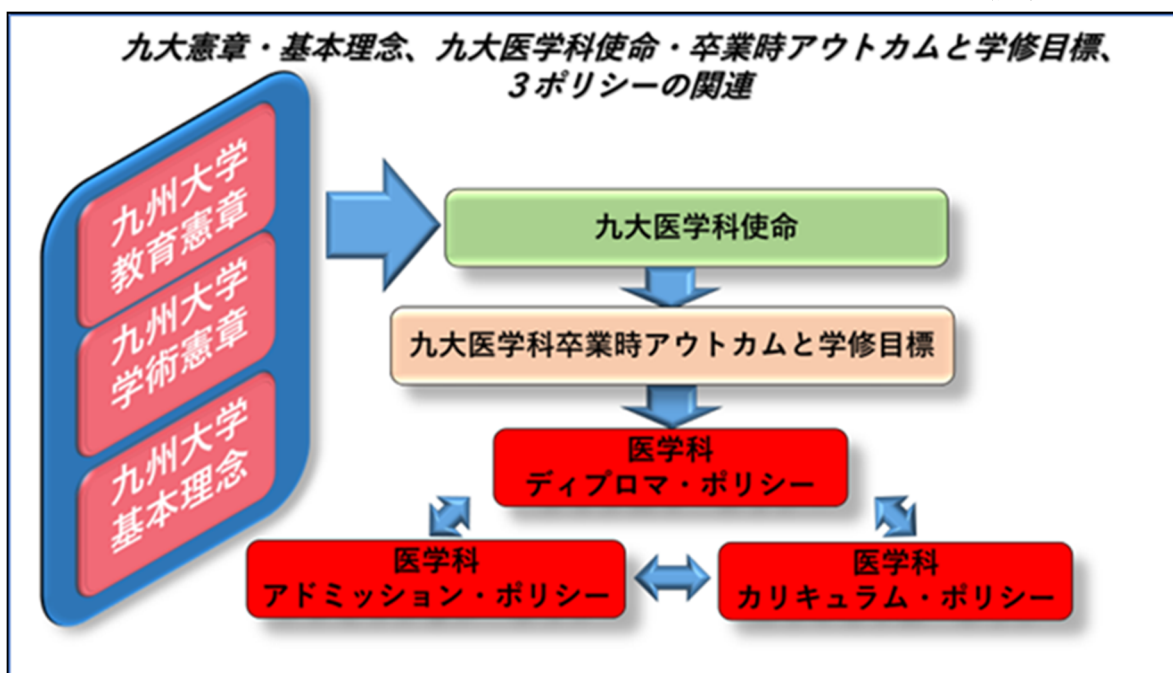 九大憲章・基本理念、九大医学科使命・卒業時アウトカムと学修目標、
３ポリシーの関連
九州大学
教育憲章
九州大学
学術憲章
九州大学
基本理念
九大医学科使命
九大医学科卒業時アウトカムと学修目標
医学科
ディプロマ・ポリシー
医学科
アドミッション・ポリシー
医学科
カリキュラム・ポリシー